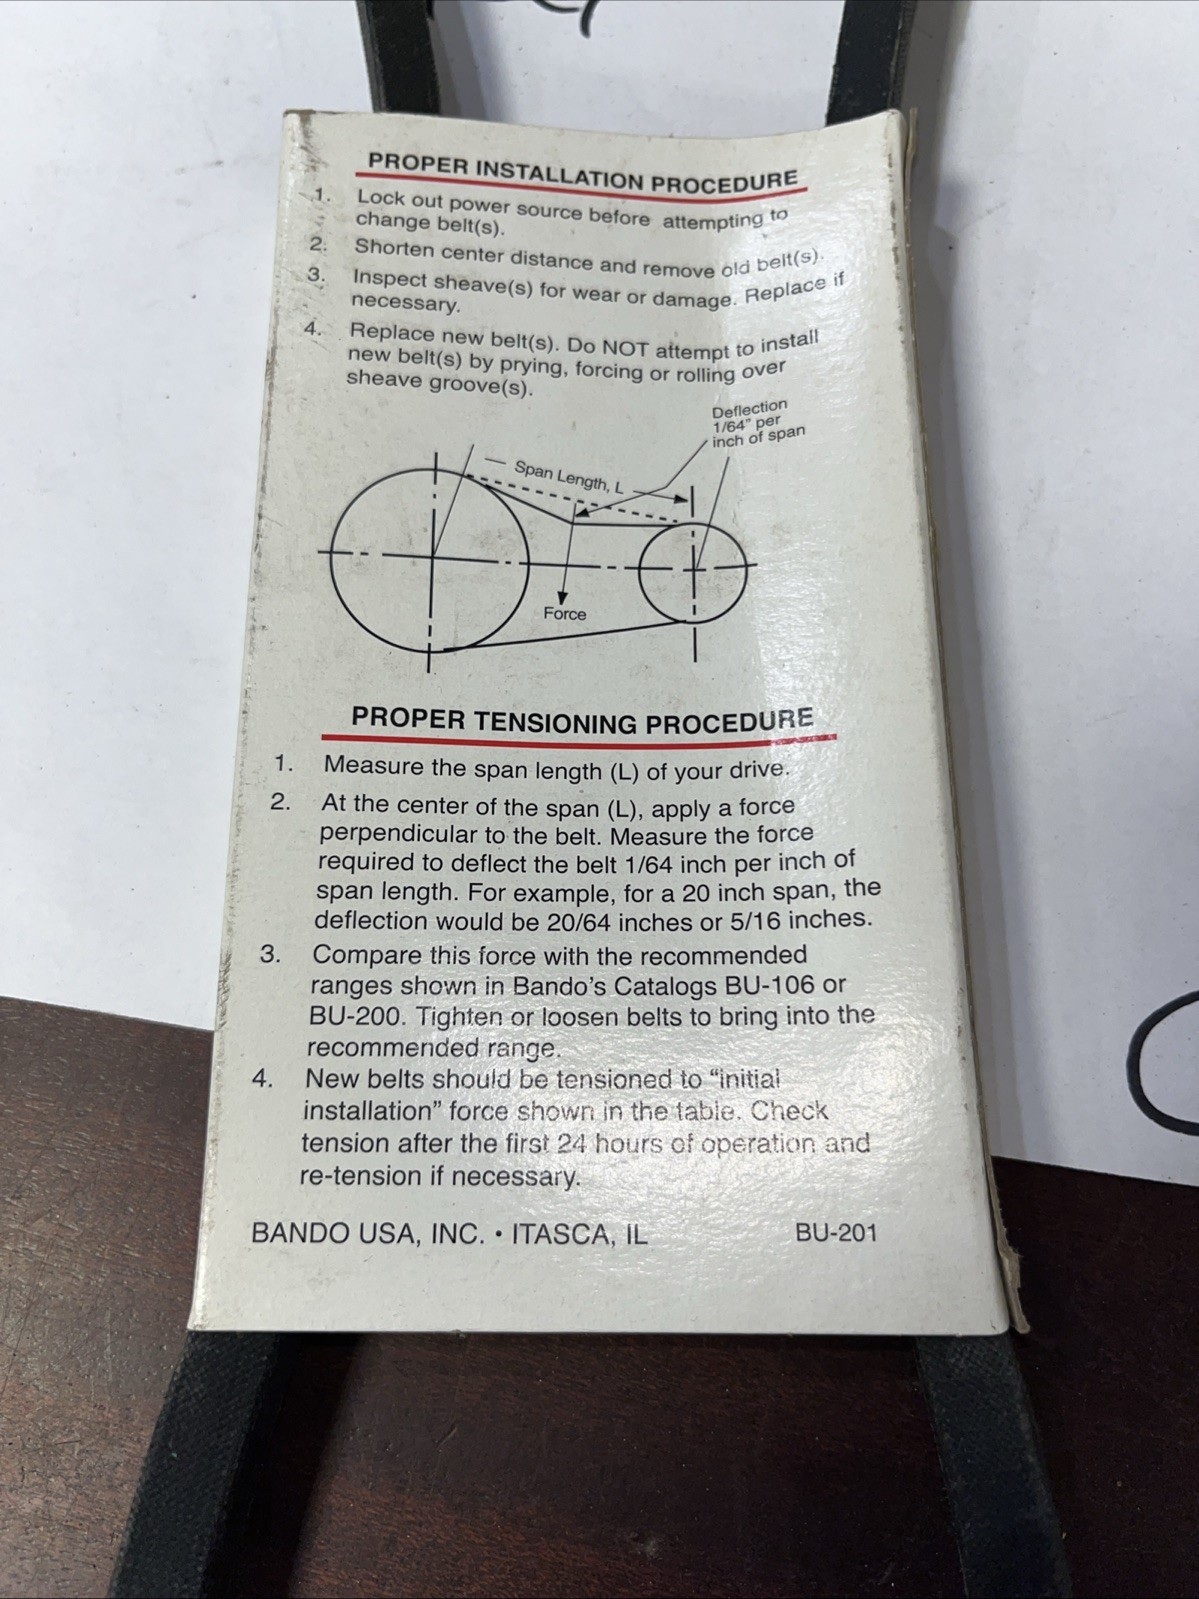 PROPER INSTALLATION PROCEDURE
1. Lock out power source before attempting to
change belt(s).
2. Shorten center distance and remove old belt(s).
3. Inspect sheave(s) for wear or damage. Replace if
necessary.
4. Replace new belt(s). Do NOT attempt to install
new belt(s) by prying, forcing or rolling over
sheave groove(s).
Deflection
1/64" per
inch of span
Span Length, L
Force
PROPER TENSIONING PROCEDURE
1. Measure the span length (L) of your drive.
2. At the center of the span (L), apply a force
perpendicular to the belt. Measure the force
required to deflect the belt 1/64 inch per inch of
span length. For example, for a 20 inch span, the
deflection would be 20/64 inches or 5/16 inches.
3. Compare this force with the recommended
ranges shown in Bando's Catalogs BU-106 or
BU-200. Tighten or loosen belts to bring into the
recommended range.
4. New belts should be tensioned to "initial
installation" force shown in the table. Check
tension after the first 24 hours of operation and
re-tension if necessary.
BANDO USA, INC. • ITASCA, IL BU-201